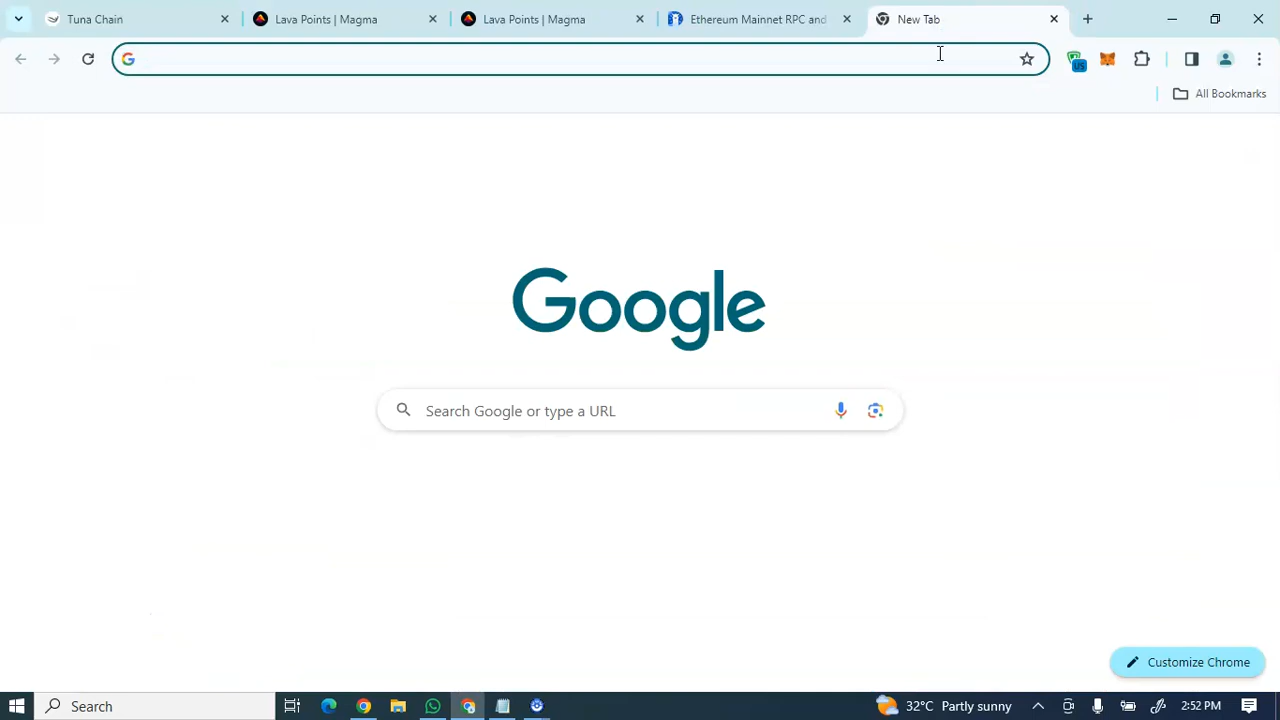 Tuna Chain
Lava Points | Magma
Lava Points | Magma
Ethereum Mainnet RPC and
New Tab
US
All Bookmarks
Google
Search Google or type a URL
Customize Chrome
Search
32°C Partly sunny
2:52 PM